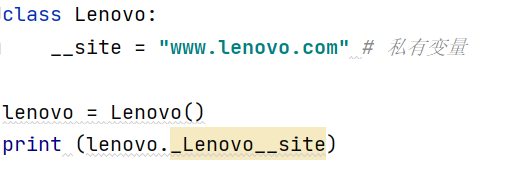 class Lenovo:
    __site = "www.lenovo.com" # 私有变量
lenovo = Lenovo()
print (lenovo._Lenovo__site)